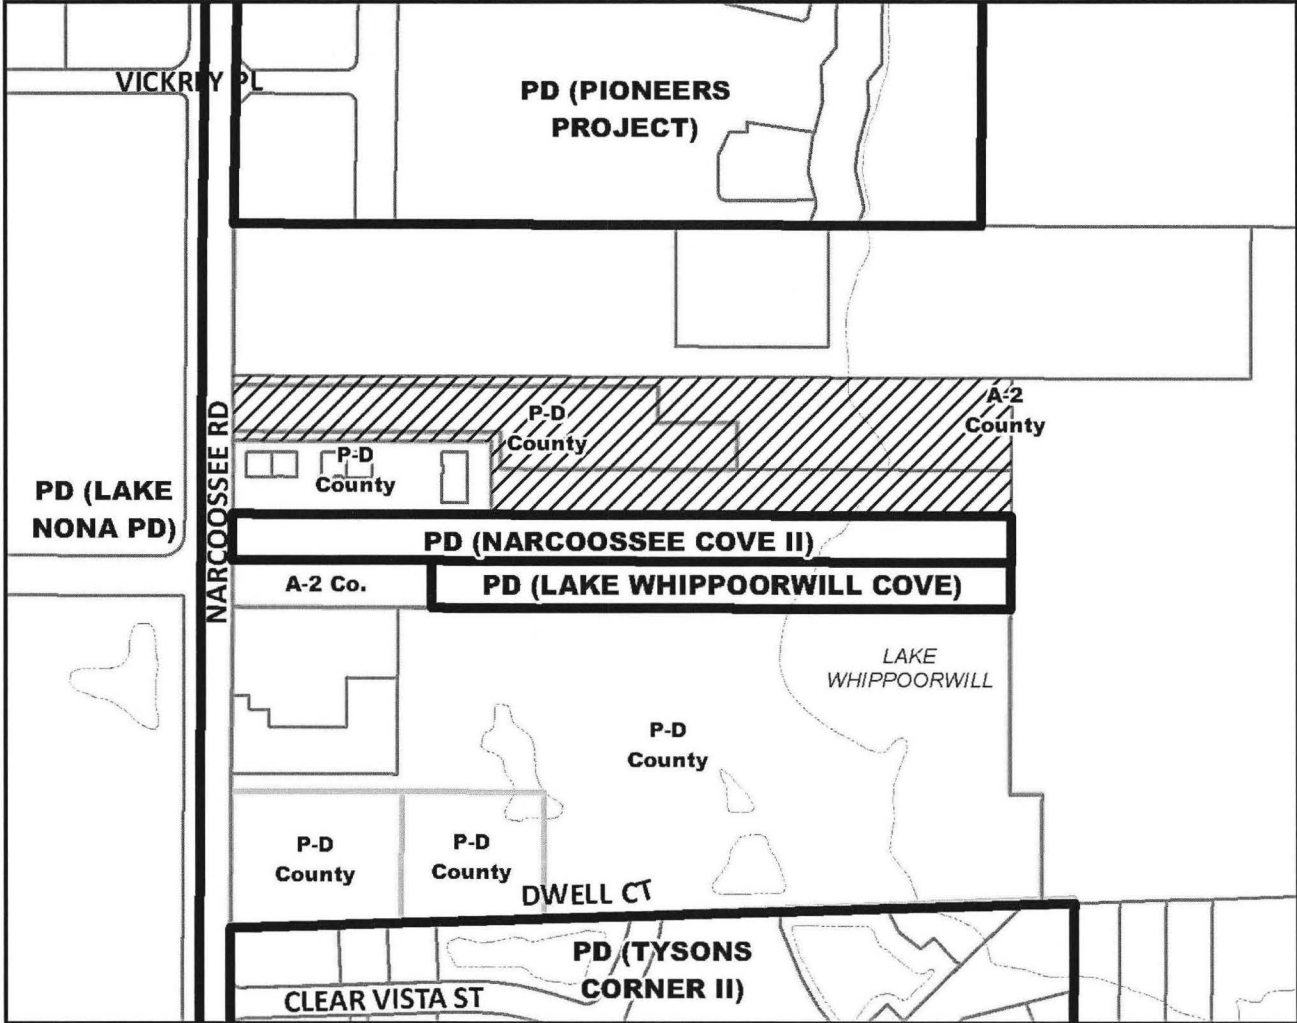 VICKREY PL
PD (PIONEERS
PROJECT)
A-2
County
P-D
County
P-D
County
NARCOOSSEE RD
PD (LAKE
NONA PD)
PD (NARCOOSSEE COVE II)
A-2 Co.
PD (LAKE WHIPPOORWILL COVE)
LAKE
WHIPPOORWILL
P-D
County
P-D
County
P-D
County
DWELL CT
PD (TYSONS
CORNER II)
CLEAR VISTA ST